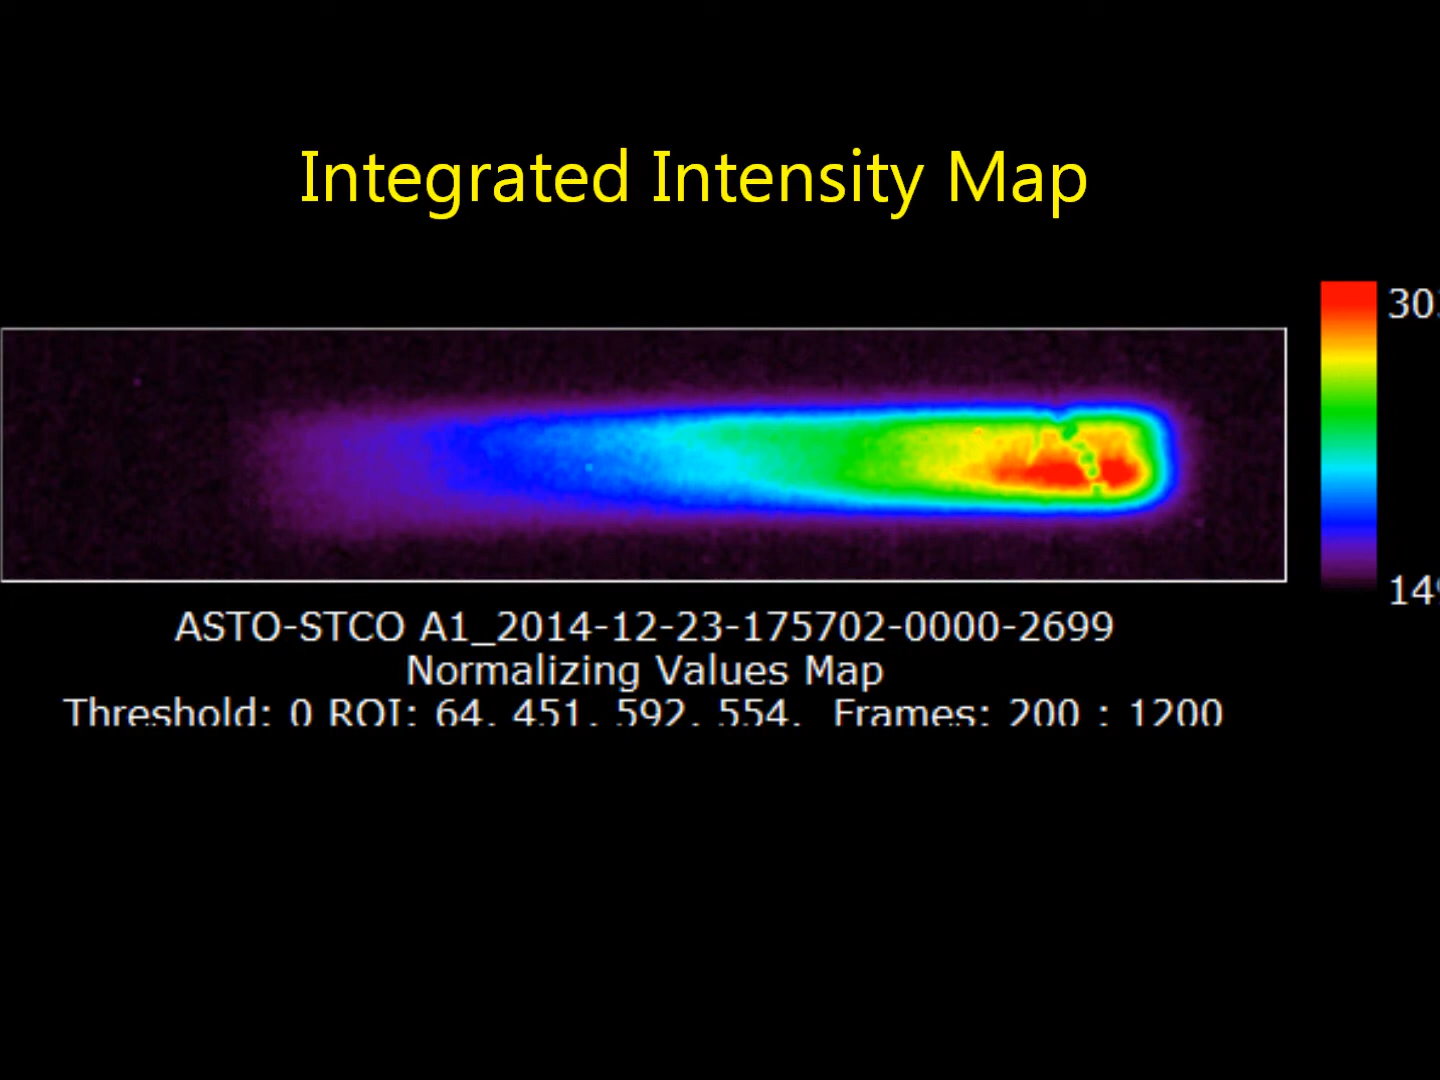 Integrated Intensity Map
ASTO-STCO A1_2014-12-23-175702-0000-2699
Normalizing Values Map
Threshold: 0 ROI: 64, 451, 592, 554, Frames: 200 : 1200